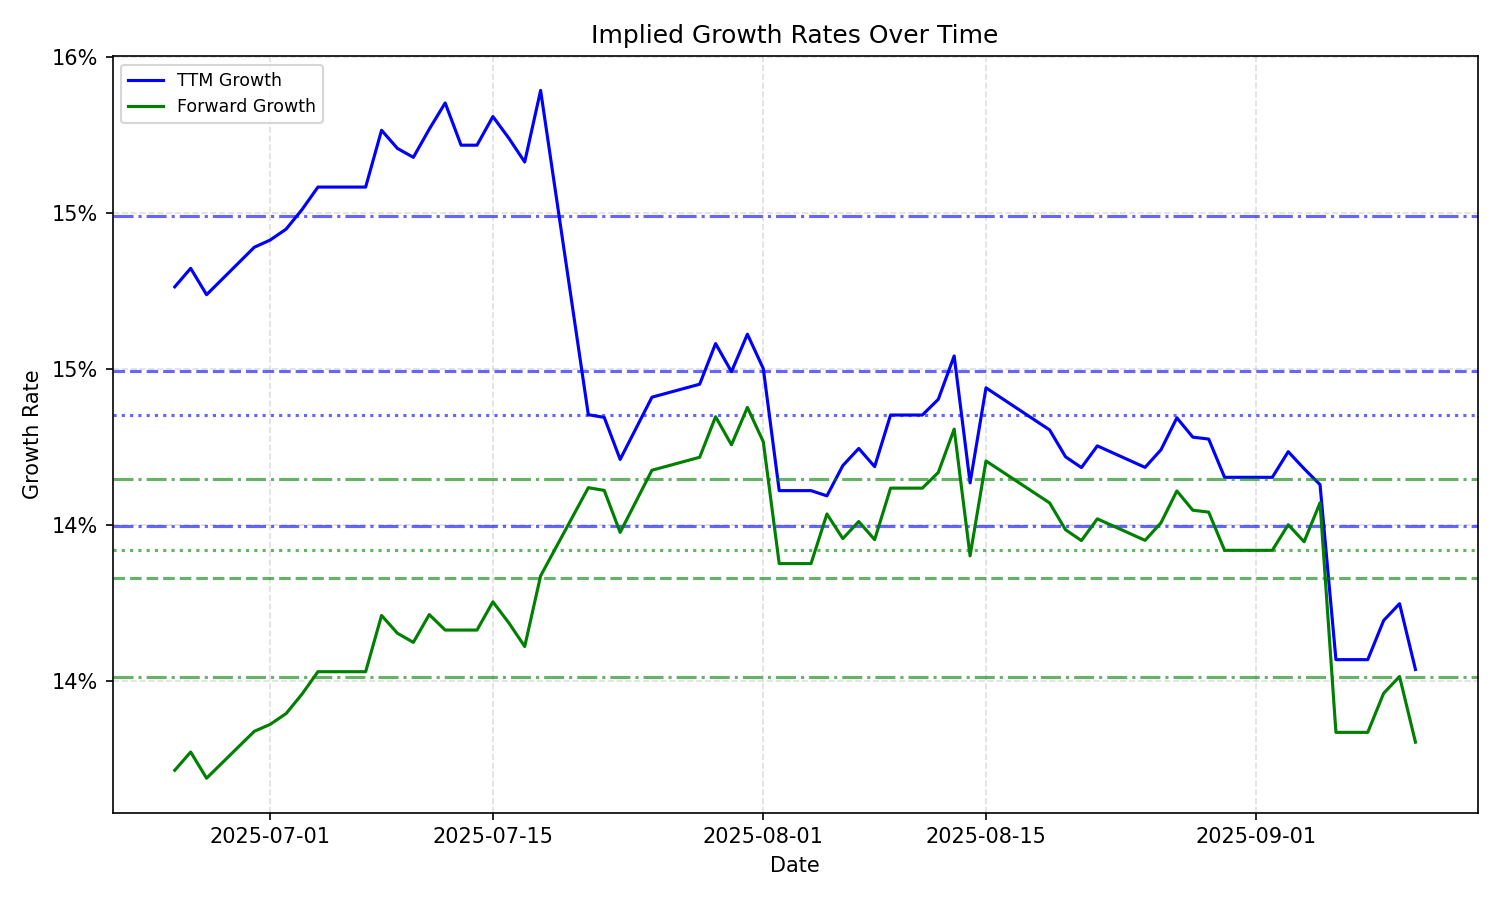 Implied Growth Rates Over Time
TTM Growth
Forward Growth
16%
15%
15%
14%
14%
Growth Rate
2025-07-01
2025-07-15
2025-08-01
2025-08-15
2025-09-01
Date